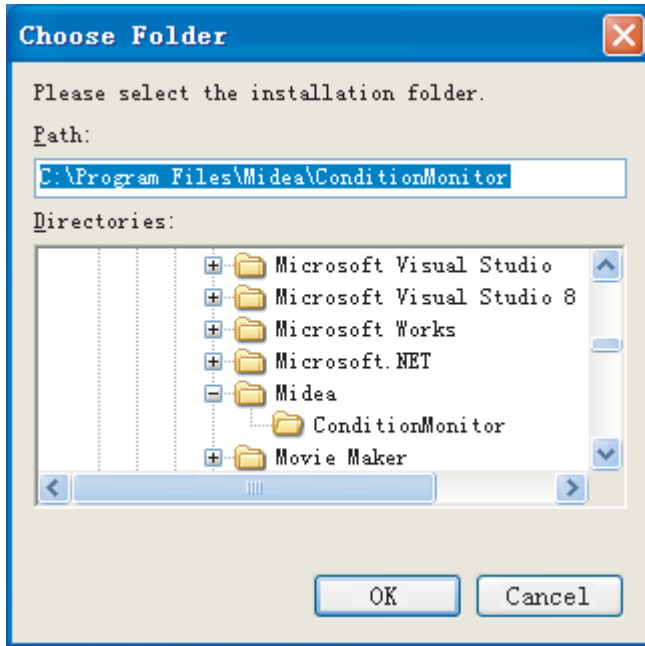 Choose Folder
Please select the installation folder.
Path:
C:\Program Files\Midea\ConditionMonitor
Directories:
Microsoft Visual Studio
Microsoft Visual Studio 8
Microsoft Works
Microsoft.NET
Midea
ConditionMonitor
Movie Maker
OK Cancel